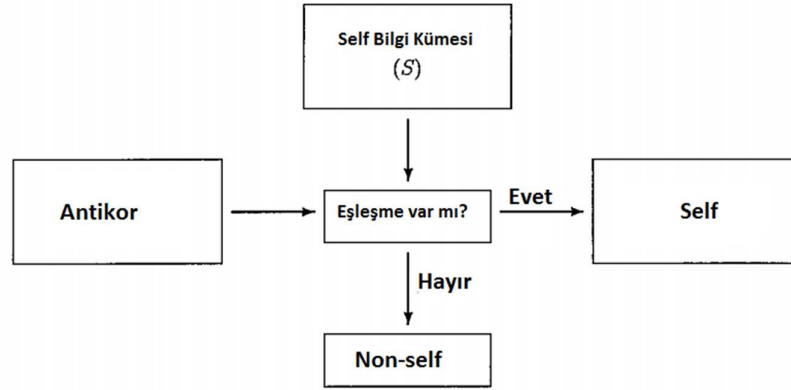 Self Bilgi Kümesi
(S)
Antikor
Eşleşme var mı?
Evet
Self
Hayır
Non-self